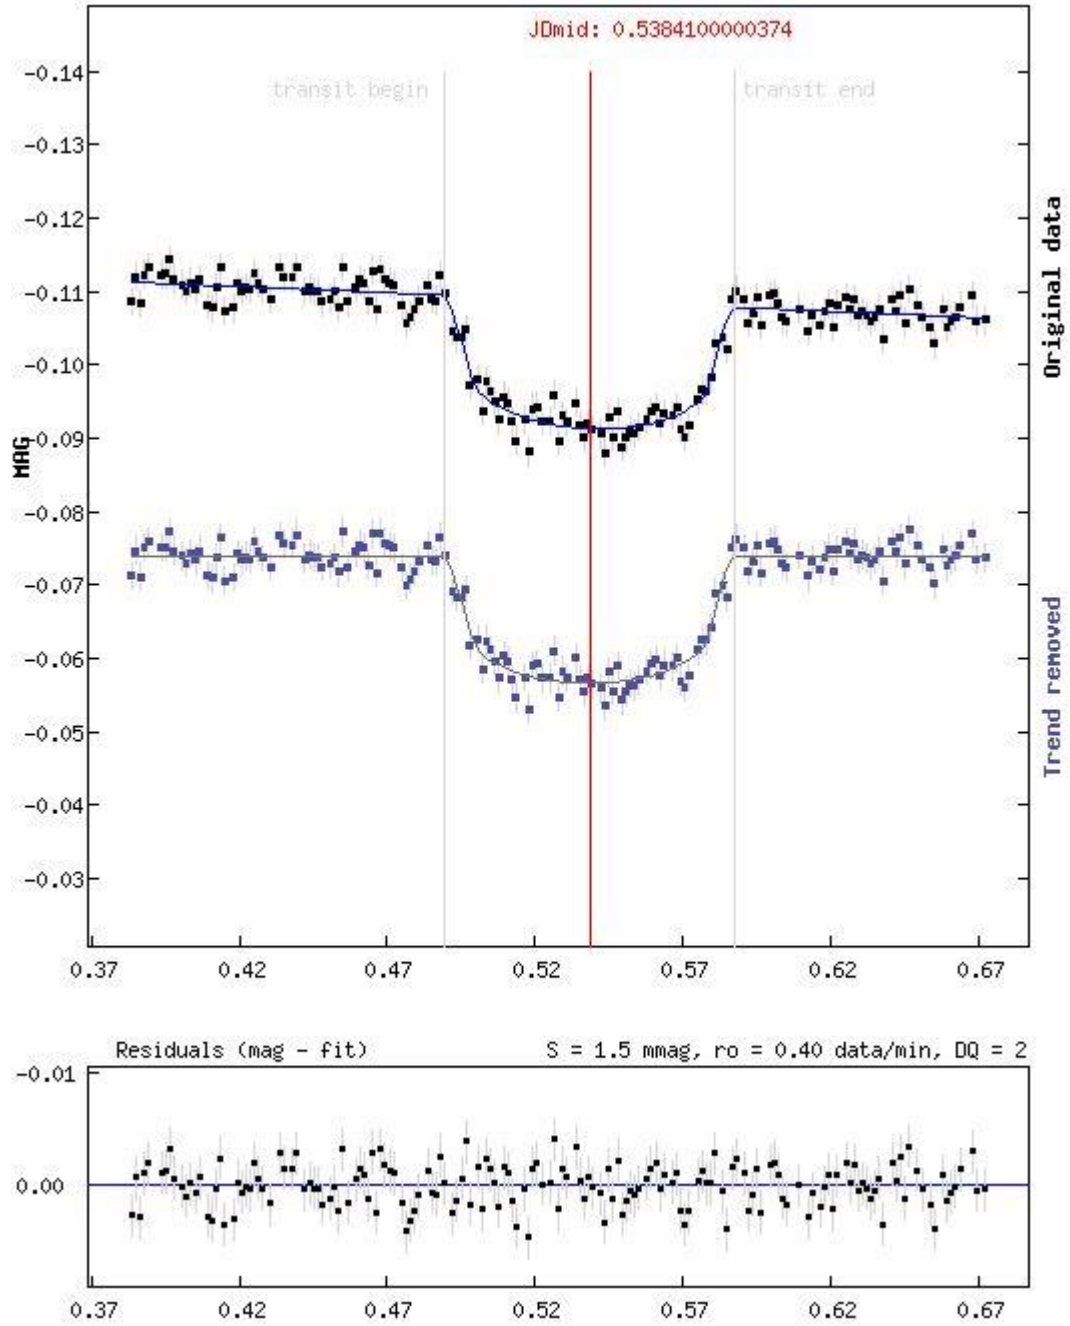 JDmid: 0.5384100000374
transit begin
transit end
-0.14
-0.13
-0.12
-0.11
-0.10
-0.09
-0.08
-0.07
-0.06
-0.05
-0.04
-0.03
MAG
Original data
Trend removed
0.37 0.42 0.47 0.52 0.57 0.62 0.67
Residuals (mag - fit)
S = 1.5 mmag, ro = 0.40 data/min, DQ = 2
-0.01
0.00
0.37 0.42 0.47 0.52 0.57 0.62 0.67